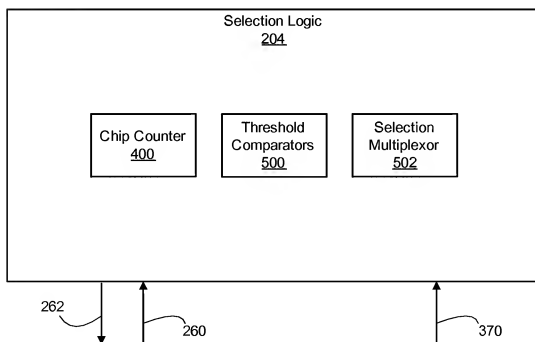 Selection Logic
204
Chip Counter
400
Threshold
Comparators
500
Selection
Multiplexor
502
262
260
370